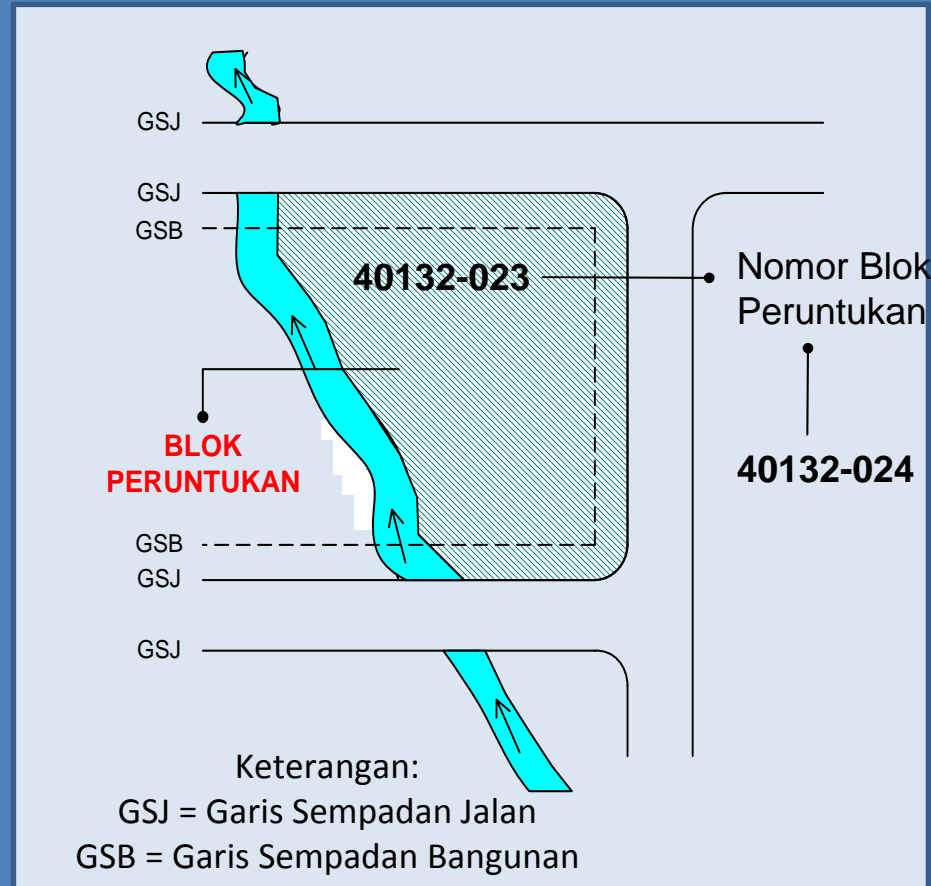 GSJ
GSJ
GSB
40132-023
Nomor Blok
Peruntukan
BLOK
PERUNTUKAN
40132-024
GSB
GSJ
GSJ
Keterangan:
GSJ = Garis Sempadan Jalan
GSB = Garis Sempadan Bangunan